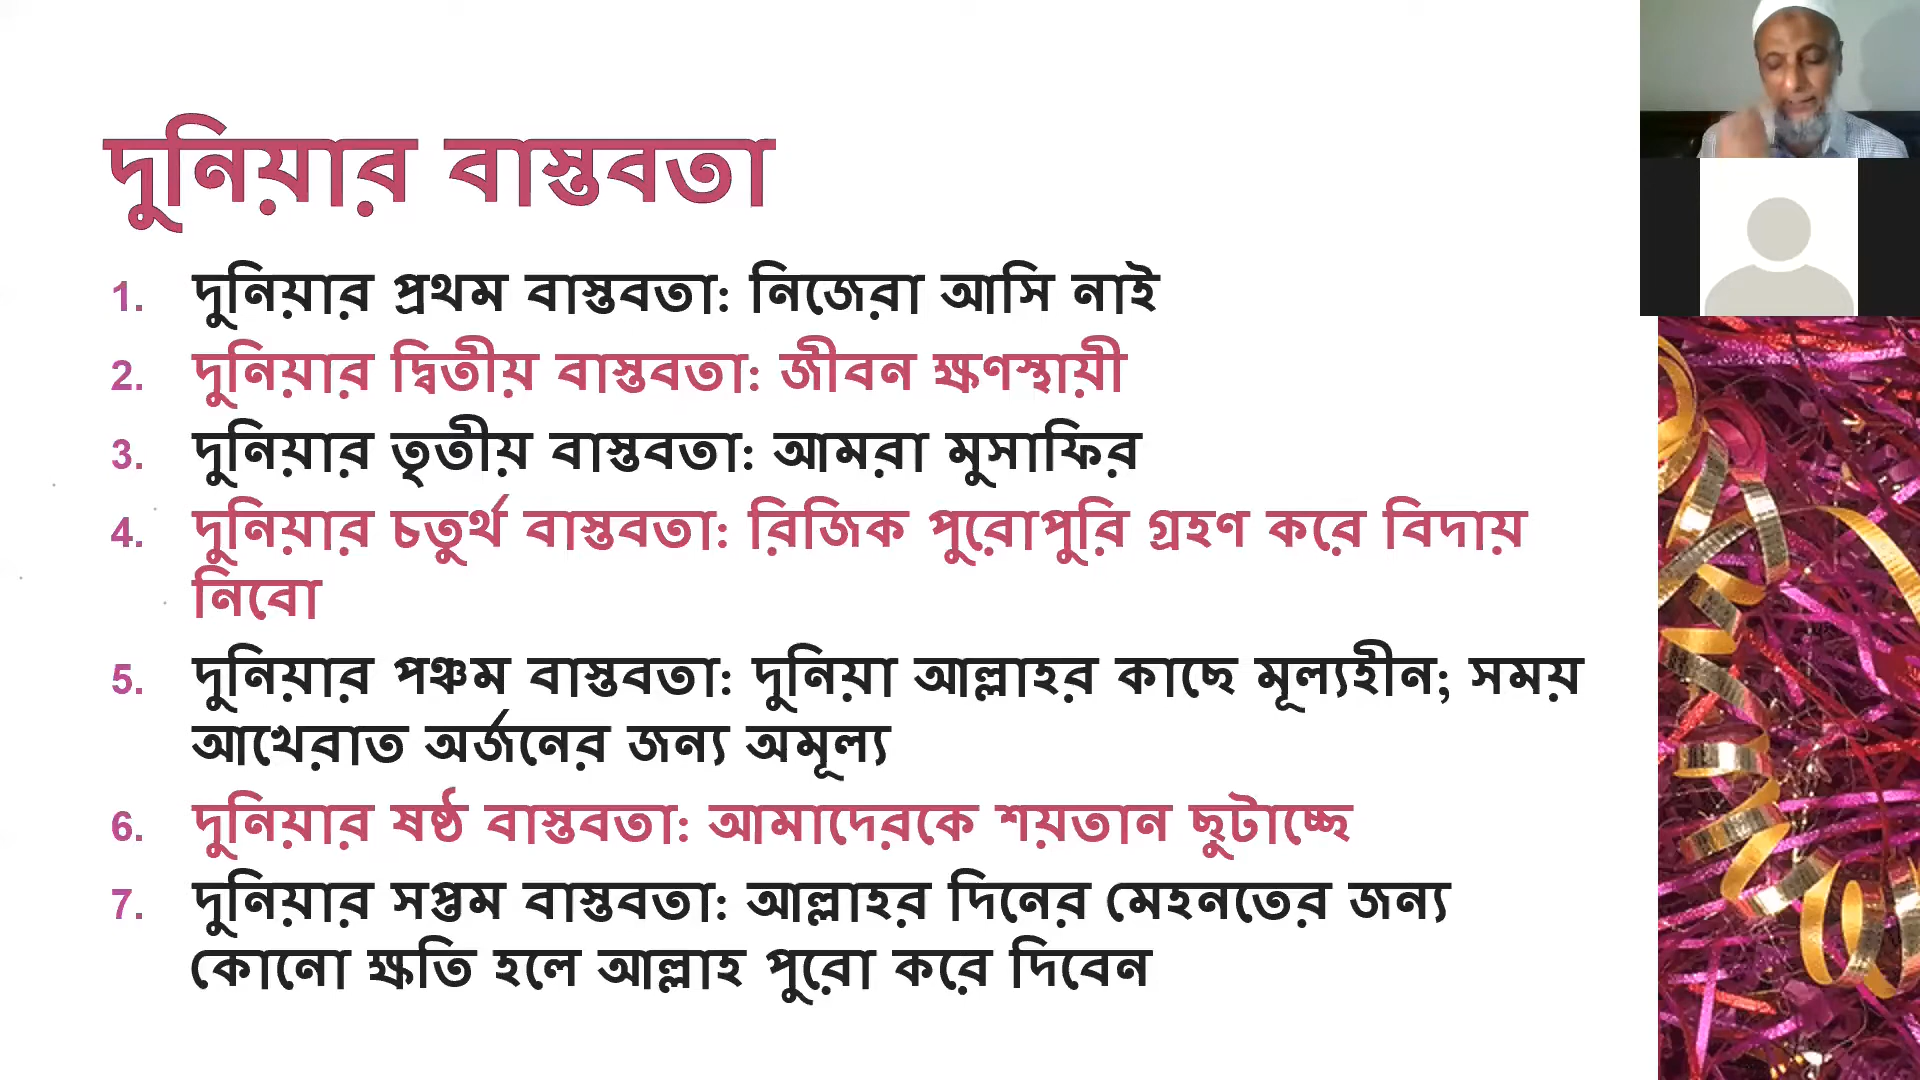 দুনিয়ার বাস্তবতা
1. দুনিয়ার প্রথম বাস্তবতা: নিজেরা আসি নাই
2. দুনিয়ার দ্বিতীয় বাস্তবতা: জীবন ক্ষণস্থায়ী
3. দুনিয়ার তৃতীয় বাস্তবতা: আমরা মুসাফির
4. দুনিয়ার চতুর্থ বাস্তবতা: রিজিক পুরোপুরি গ্রহণ করে বিদায়
নিবো
5. দুনিয়ার পঞ্চম বাস্তবতা: দুনিয়া আল্লাহর কাছে মূল্যহীন; সময়
আখেরাত অর্জনের জন্য অমূল্য
6. দুনিয়ার ষষ্ঠ বাস্তবতা: আমাদেরকে শয়তান ছুটাচ্ছে
7. দুনিয়ার সপ্তম বাস্তবতা: আল্লাহর দিনের মেহনতের জন্য
কোনো ক্ষতি হলে আল্লাহ পুরো করে দিবেন